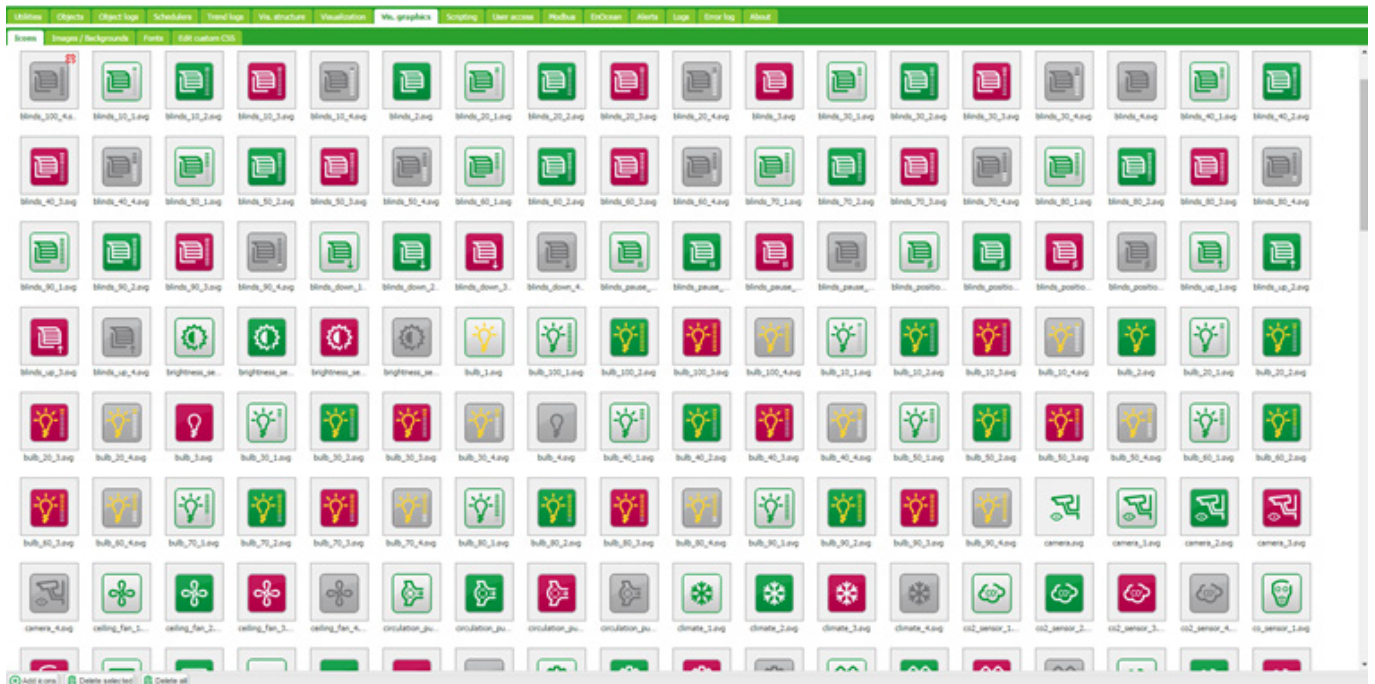 Utilities Objects Object logs Schedulers Trend logs Vis. structure Visualization Vis. graphics Scripting User access Modbus EnOcean Alerts Logs Error log About
Icons Images / Backgrounds Fonts Edit custom CSS
blinds_100_4.s... blinds_10_1.svg blinds_10_2.svg blinds_10_3.svg blinds_10_4.svg blinds_2.svg blinds_20_1.svg blinds_20_2.svg blinds_20_3.svg blinds_20_4.svg blinds_3.svg blinds_30_1.svg blinds_30_2.svg blinds_30_3.svg blinds_30_4.svg blinds_4.svg blinds_40_1.svg blinds_40_2.svg
blinds_40_3.svg blinds_40_4.svg blinds_50_1.svg blinds_50_2.svg blinds_50_3.svg blinds_50_4.svg blinds_60_1.svg blinds_60_2.svg blinds_60_3.svg blinds_60_4.svg blinds_70_1.svg blinds_70_2.svg blinds_70_3.svg blinds_70_4.svg blinds_80_1.svg blinds_80_2.svg blinds_80_3.svg blinds_80_4.svg
blinds_90_1.svg blinds_90_2.svg blinds_90_3.svg blinds_90_4.svg blinds_down_1... blinds_down_2... blinds_down_3... blinds_down_4... blinds_pause_... blinds_pause_... blinds_pause_... blinds_pause_... blinds_positio... blinds_positio... blinds_positio... blinds_positio... blinds_up_1.svg blinds_up_2.svg
blinds_up_3.svg blinds_up_4.svg brightness_se... brightness_se... brightness_se... brightness_se... bulb_1.svg bulb_100_1.svg bulb_100_2.svg bulb_100_3.svg bulb_100_4.svg bulb_10_1.svg bulb_10_2.svg bulb_10_3.svg bulb_10_4.svg bulb_2.svg bulb_20_1.svg bulb_20_2.svg
bulb_20_3.svg bulb_20_4.svg bulb_3.svg bulb_30_1.svg bulb_30_2.svg bulb_30_3.svg bulb_30_4.svg bulb_4.svg bulb_40_1.svg bulb_40_2.svg bulb_40_3.svg bulb_40_4.svg bulb_50_1.svg bulb_50_2.svg bulb_50_3.svg bulb_50_4.svg bulb_60_1.svg bulb_60_2.svg
bulb_60_3.svg bulb_60_4.svg bulb_70_1.svg bulb_70_2.svg bulb_70_3.svg bulb_70_4.svg bulb_80_1.svg bulb_80_2.svg bulb_80_3.svg bulb_80_4.svg bulb_90_1.svg bulb_90_2.svg bulb_90_3.svg bulb_90_4.svg camera.svg camera_1.svg camera_2.svg camera_3.svg
CO² CO² CO² CO²
camera_4.svg ceiling_fan_1.... ceiling_fan_2.... ceiling_fan_3.... ceiling_fan_4.... circulation_pu... circulation_pu... circulation_pu... circulation_pu... climate_1.svg climate_2.svg climate_3.svg climate_4.svg co2_sensor_1.... co2_sensor_2.... co2_sensor_3.... co2_sensor_4.... co_sensor_1.svg
Add icons Delete selected Delete all